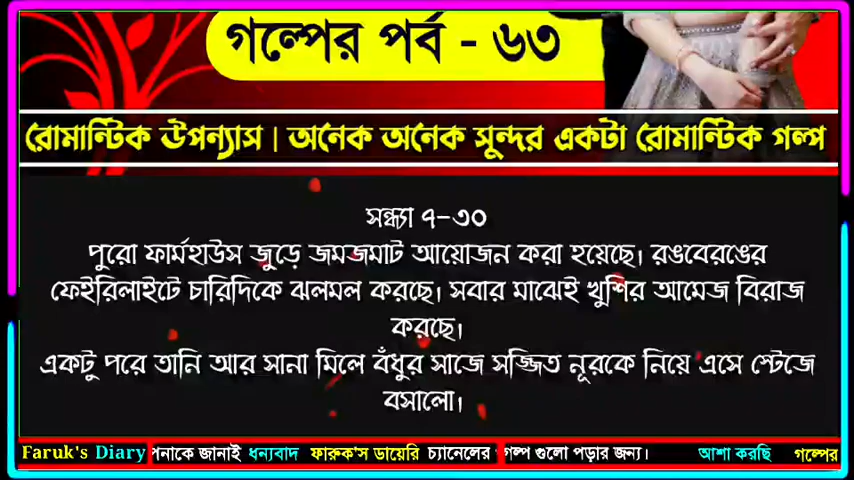 গল্পের পর্ব - ৬৩
রোমান্টিক উপন্যাস | অনেক অনেক সুন্দর একটা রোমান্টিক গল্প
সন্ধ্যা ৭-৩০
পুরো ফার্মহাউস জুড়ে জমজমাট আয়োজন করা হয়েছে। রঙবেরঙের
ফেইরিলাইটে চারিদিকে ঝলমল করছে। সবার মাঝেই খুশির আমেজ বিরাজ
করছে।
একটু পরে তানি আর সানা মিলে বঁধুর সাজে সজ্জিত নূরকে নিয়ে এসে স্টেজে
বসালো।
Faruk's Diary পনাকে জানাই ধন্যবাদ ফারুক'স ডায়েরি চ্যানেলের গল্প গুলো পড়ার জন্য। আশা করছি গল্পের